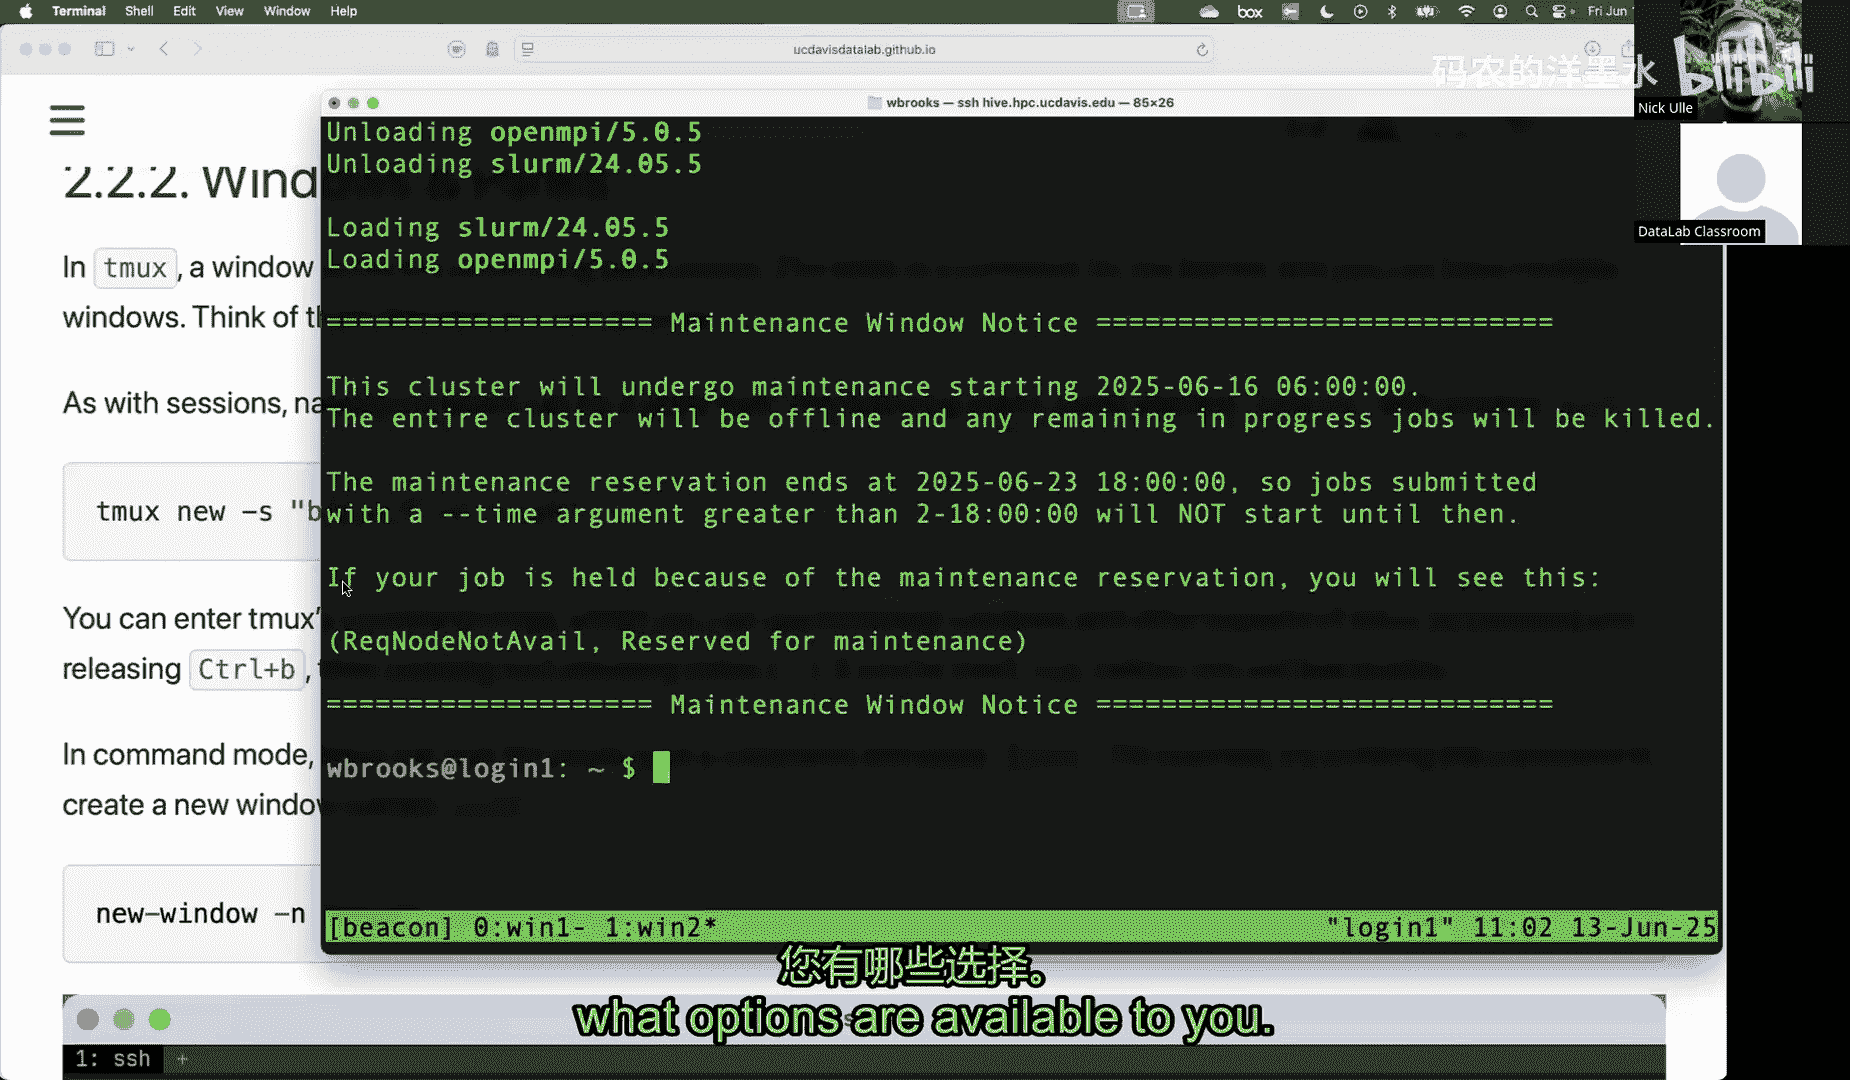 Terminal Shell Edit View Window Help
box
Fri Jun
ucdavisdatalab.github.io
码农的洋墨水 bilibili
Nick Ulle
DataLab Classroom
wbrooks — ssh hive.hpc.ucdavis.edu — 85×26
Unloading openmpi/5.0.5
Unloading slurm/24.05.5
Loading slurm/24.05.5
Loading openmpi/5.0.5
==================== Maintenance Window Notice ============================
This cluster will undergo maintenance starting 2025-06-16 06:00:00.
The entire cluster will be offline and any remaining in progress jobs will be killed.
The maintenance reservation ends at 2025-06-23 18:00:00, so jobs submitted
with a --time argument greater than 2-18:00:00 will NOT start until then.
If your job is held because of the maintenance reservation, you will see this:
(ReqNodeNotAvail, Reserved for maintenance)
==================== Maintenance Window Notice ============================
wbrooks@login1: ~ $
[beacon] 0:win1- 1:win2* "login1" 11:02 13-Jun-25
2.2.2.
In tmux, a window
windows. Think of
As with sessions,
tmux new -s
You can enter tmux'
releasing Ctrl+b,
In command mode,
create a new
new-window -n
1: ssh +
您有哪些选择。
what options are available to you.